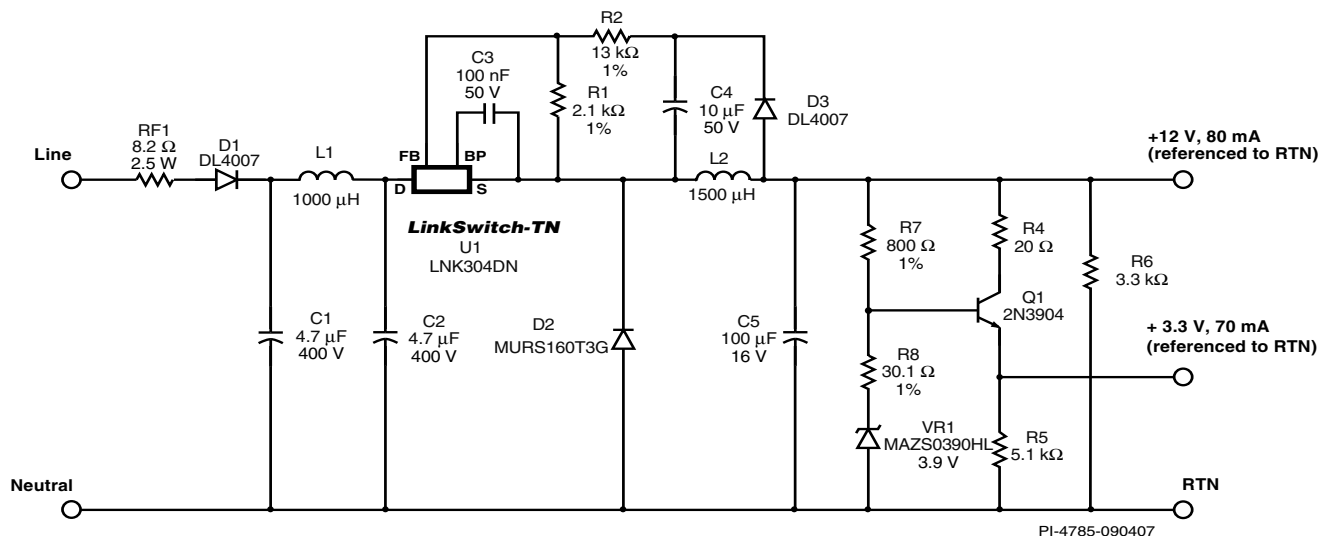 R2
13 kΩ
1%
C3
100 nF
50 V
R1
2.1 kΩ
1%
C4
10 µF
50 V
D3
DL4007
+12 V, 80 mA
(referenced to RTN)
RF1
8.2 Ω
2.5 W
D1
DL4007
L1
1000 µH
Line
FB
BP
D
S
L2
1500 µH
LinkSwitch-TN
U1
LNK304DN
R7
800 Ω
1%
R4
20 Ω
R6
3.3 kΩ
Q1
2N3904
C1
4.7 µF
400 V
C2
4.7 µF
400 V
D2
MURS160T3G
C5
100 µF
16 V
+ 3.3 V, 70 mA
(referenced to RTN)
R8
30.1 Ω
1%
VR1
MAZS0390HL
3.9 V
R5
5.1 kΩ
Neutral
RTN
PI-4785-090407